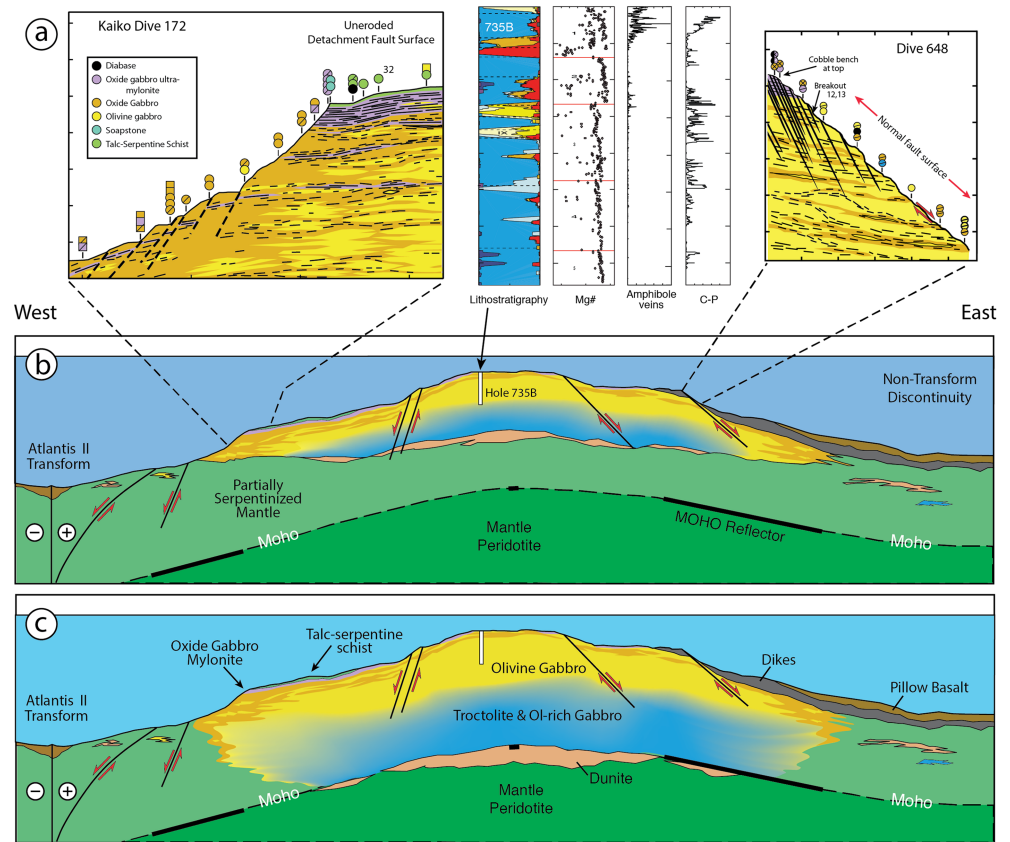 a
Kaiko Dive 172
Uneroded
Detachment Fault Surface
Diabase
Oxide gabbro ultra-
mylonite
Oxide Gabbro
Olivine gabbro
Soapstone
Talc-Serpentine Schist
32
735B
Lithostratigraphy
Mg#
Amphibole
veins
C-P
Dive 648
Cobble bench
at top
Breakout
12,13
Normal fault surface
West
East
b
Hole 735B
Non-Transform
Discontinuity
Atlantis II
Transform
Partially
Serpentinized
Mantle
− +
Moho
Mantle
Peridotite
MOHO Reflector
Moho
c
Talc-serpentine
schist
Oxide Gabbro
Mylonite
Olivine Gabbro
Dikes
Atlantis II
Transform
Pillow Basalt
Troctolite & Ol-rich Gabbro
− +
Moho
Dunite
Mantle
Peridotite
Moho